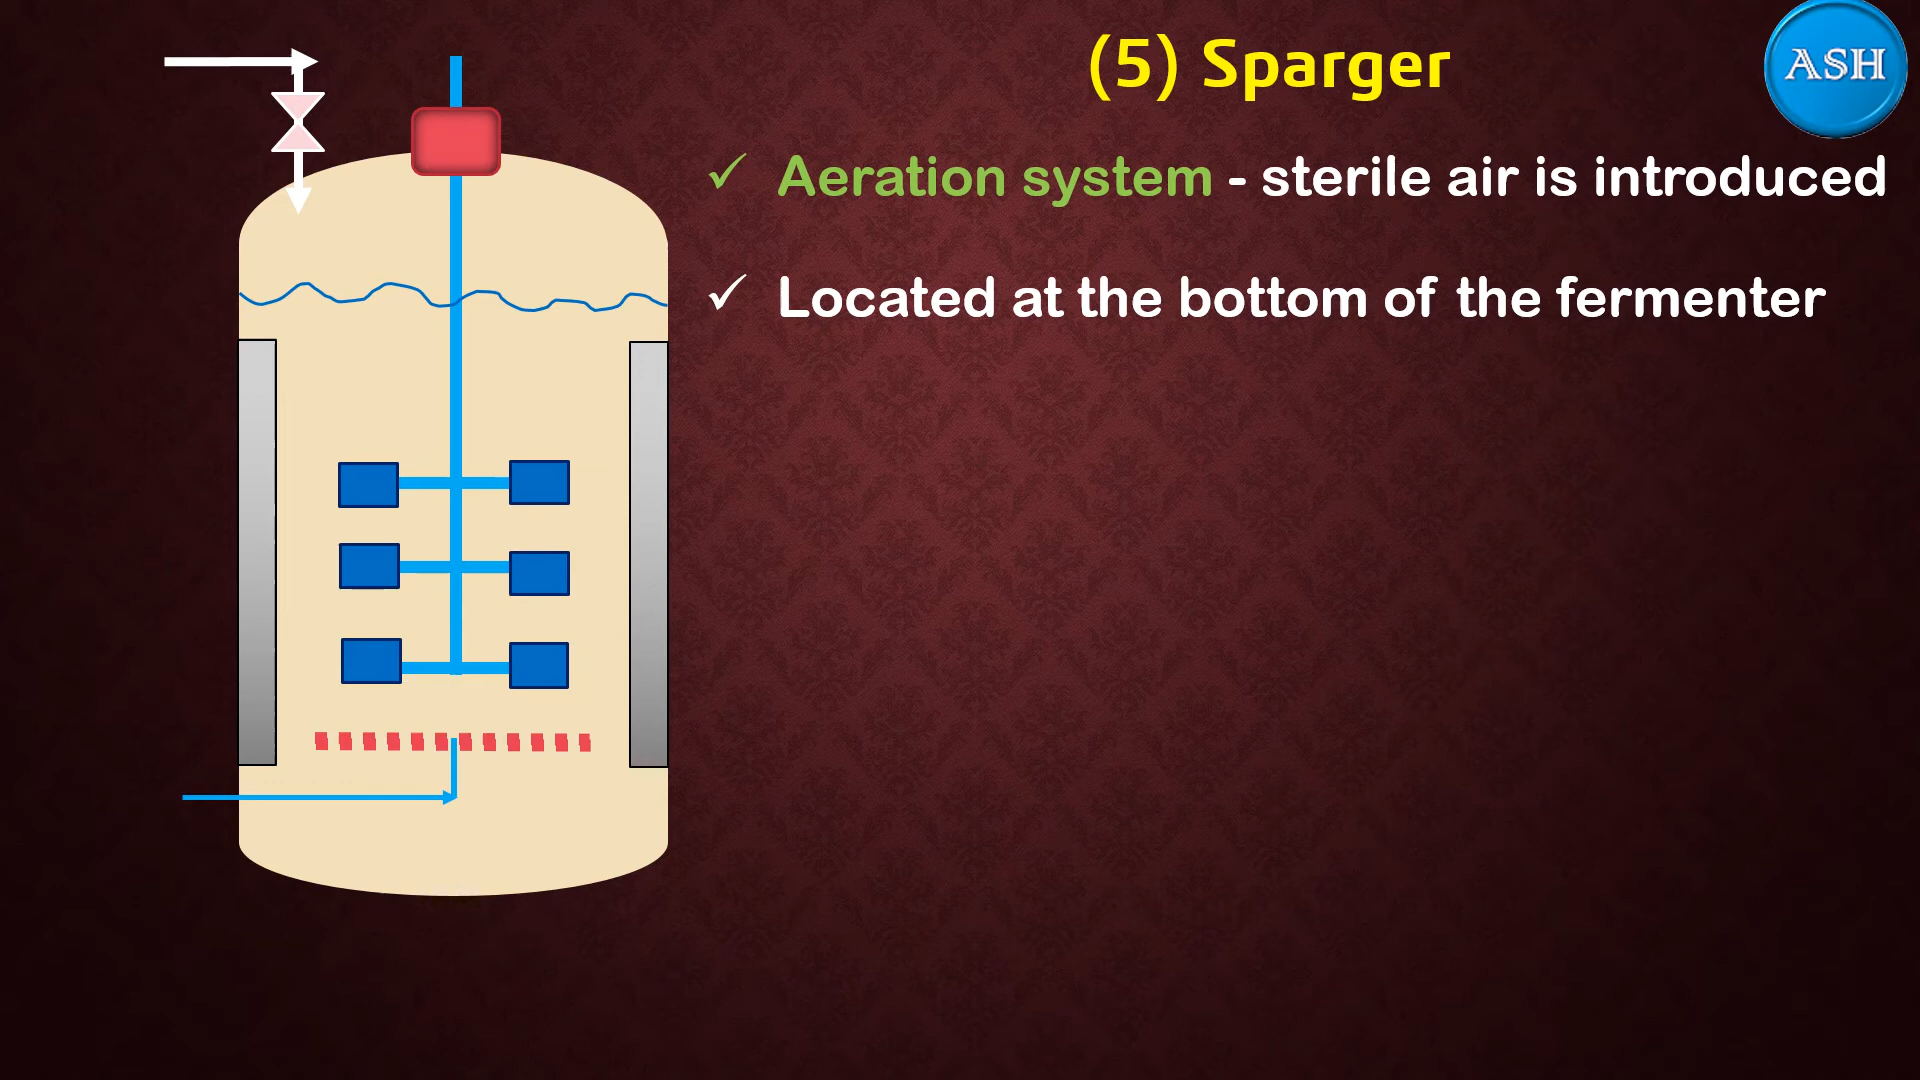 (5) Sparger
ASH
✓ Aeration system - sterile air is introduced
✓ Located at the bottom of the fermenter